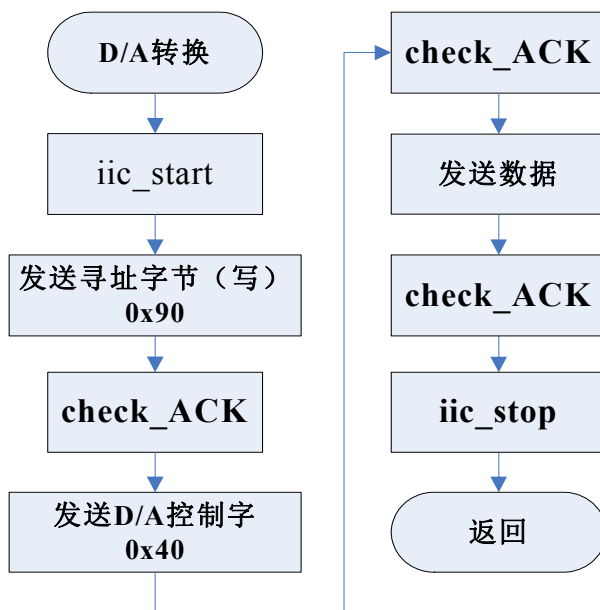 D/A转换
iic_start
发送寻址字节（写）
0x90
check_ACK
发送D/A控制字
0x40
check_ACK
发送数据
check_ACK
iic_stop
返回